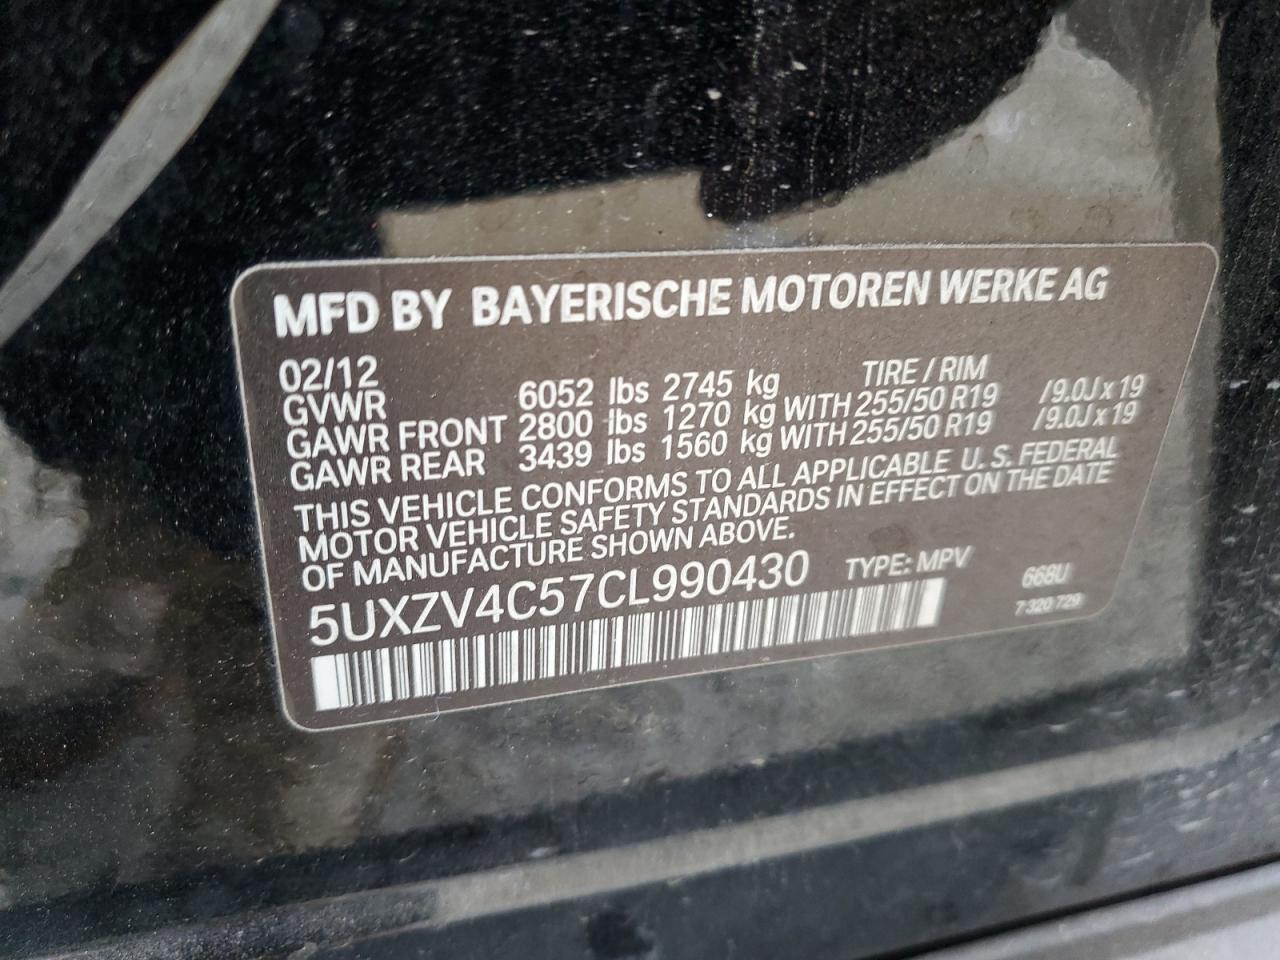 MFD BY BAYERISCHE MOTOREN WERKE AG
02/12 TIRE / RIM
GVWR 6052 lbs 2745 kg
GAWR FRONT 2800 lbs 1270 kg WITH 255/50 R19 /9.0J x 19
GAWR REAR 3439 lbs 1560 kg WITH 255/50 R19 /9.0J x 19
THIS VEHICLE CONFORMS TO ALL APPLICABLE U.S. FEDERAL
MOTOR VEHICLE SAFETY STANDARDS IN EFFECT ON THE DATE
OF MANUFACTURE SHOWN ABOVE.
5UXZV4C57CL990430 TYPE: MPV 668U
7 320 729